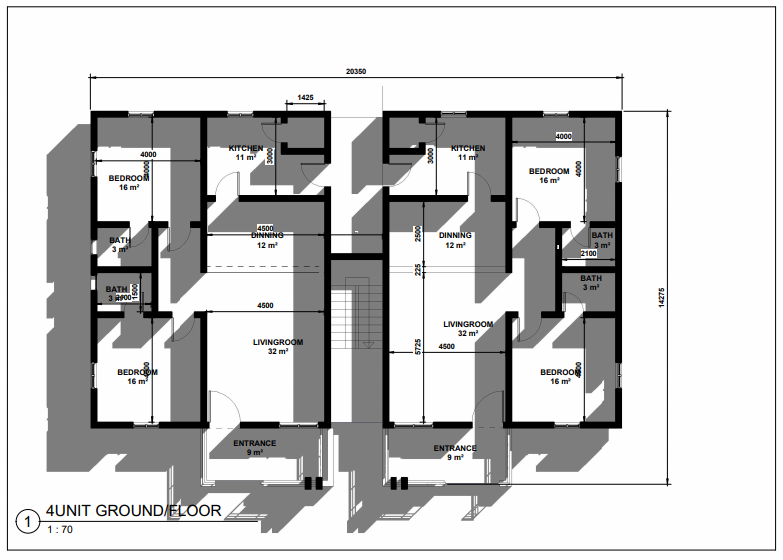 20350
1425
KITCHEN
11 m²
3000
KITCHEN
11 m²
3000
4000
4000
BEDROOM
16 m²
4000
BEDROOM
16 m²
4000
4500
DINNING
12 m²
2500
DINNING
12 m²
BATH
3 m²
BATH
3 m²
2100
225
BATH
3 m²
1500
BATH
3 m²
14275
4500
LIVINGROOM
32 m²
LIVINGROOM
32 m²
4500
5725
BEDROOM
16 m²
BEDROOM
16 m²
ENTRANCE
9 m²
ENTRANCE
9 m²
1
4UNIT GROUND/FLOOR
1 : 70